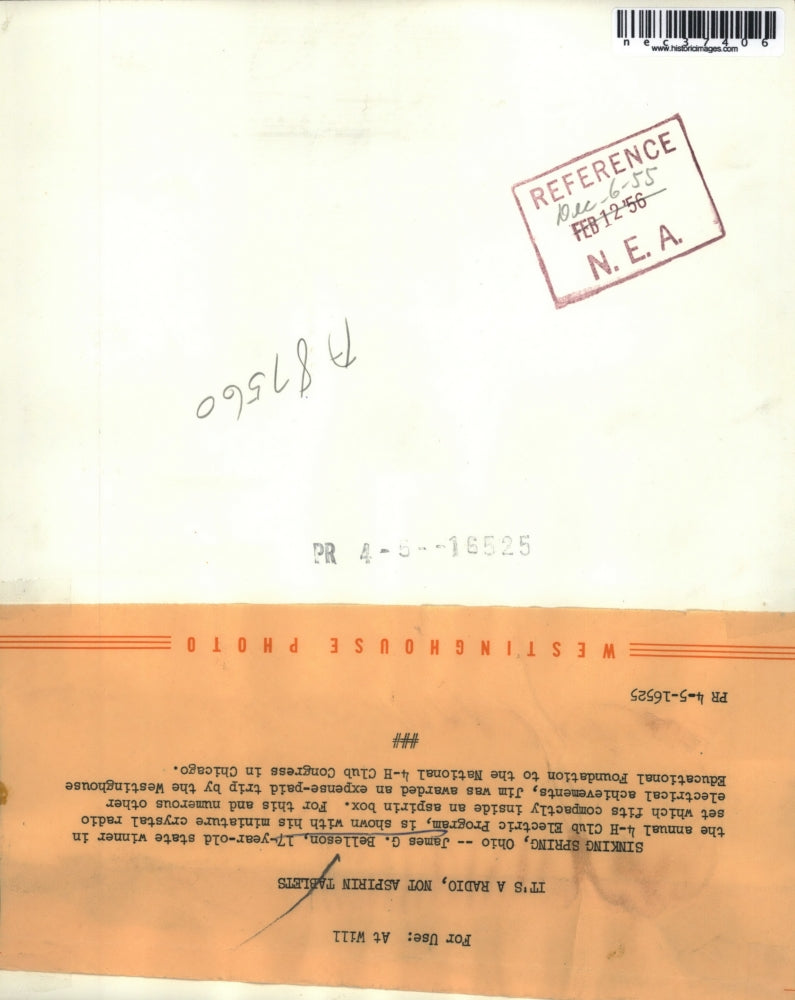 nec37406
www.historicimages.com
REFERENCE
Dec-6-55
FEB 12 '56
N. E. A.
A87560
PR 4-5--16525
For Use: At Will
IT'S A RADIO, NOT ASPIRIN TABLETS
SINKING SPRING, Ohio -- James G. Belleson, 17-year-old state winner in
the annual 4-H Club Electric Program, is shown with his miniature crystal radio
set which fits compactly inside an aspirin box. For this and numerous other
electrical achievements, Jim was awarded an expense-paid trip by the Westinghouse
Educational Foundation to the National 4-H Club Congress in Chicago.
###
PR 4-5-16525
WESTINGHOUSE PHOTO